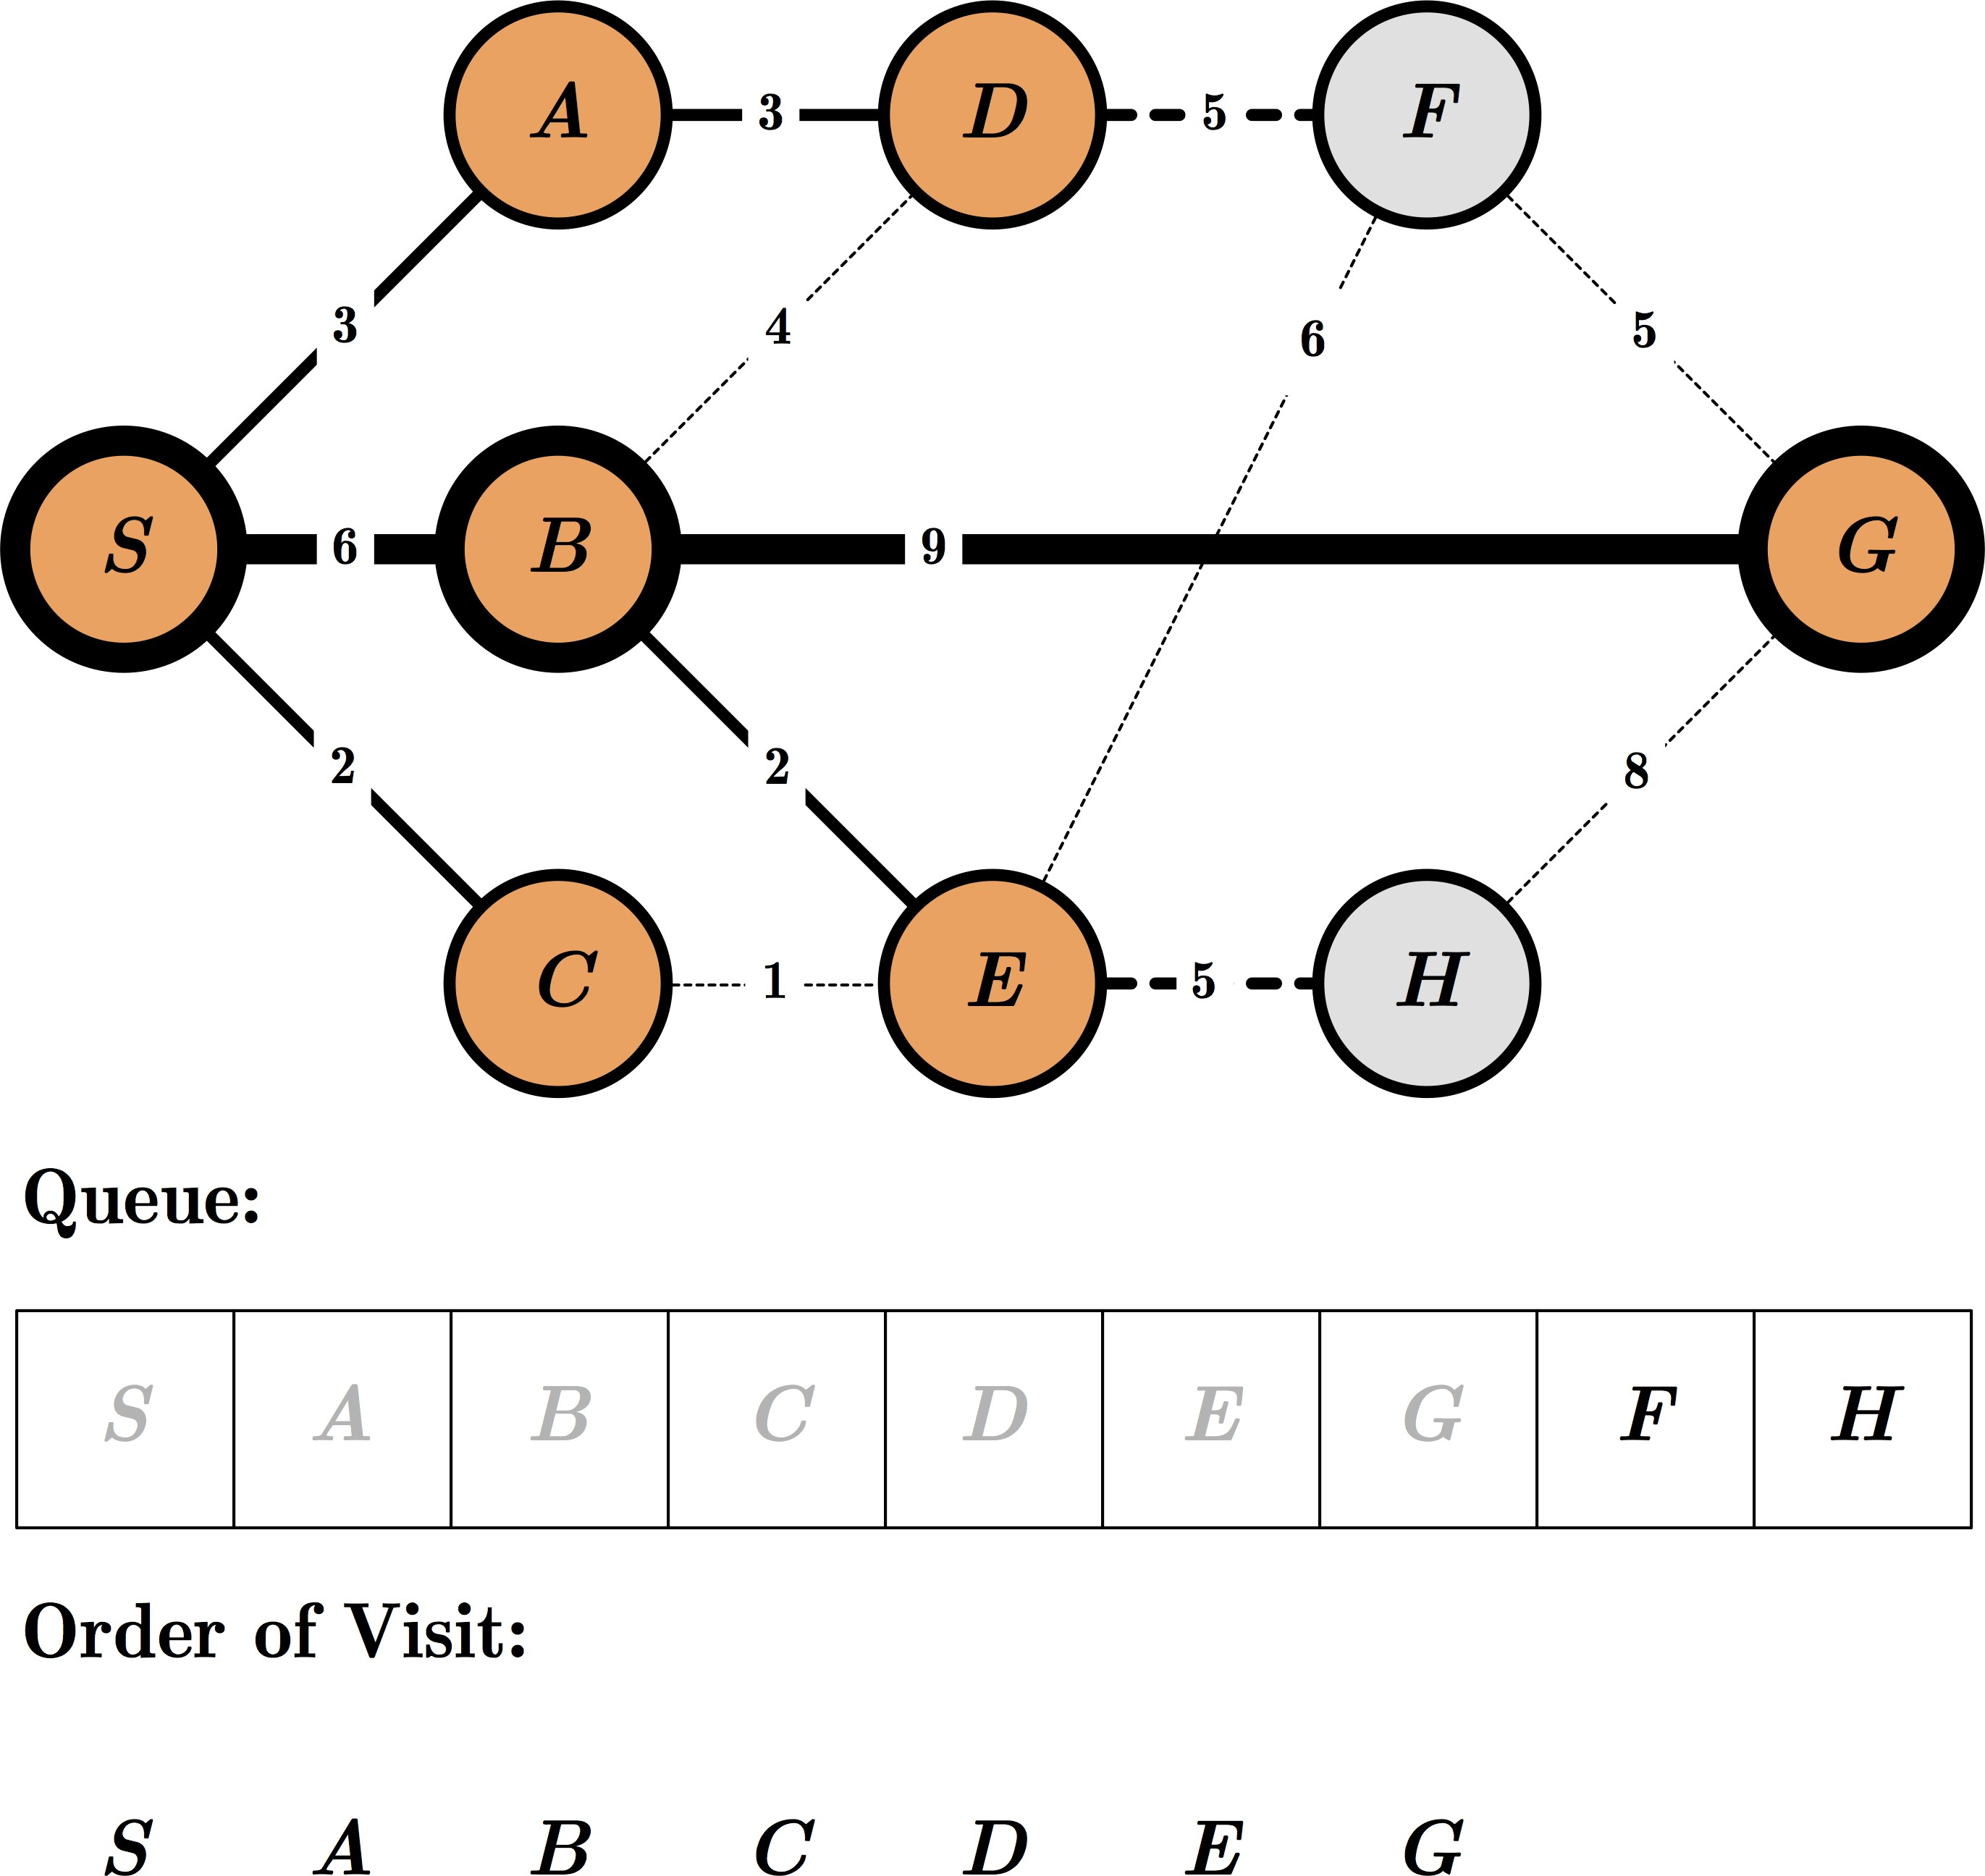 A 3 D 5 F
3 4 6 5
S 6 B 9 G
2 2 8
C 1 E 5 H
Queue:
S A B C D E G F H
Order of Visit:
S A B C D E G